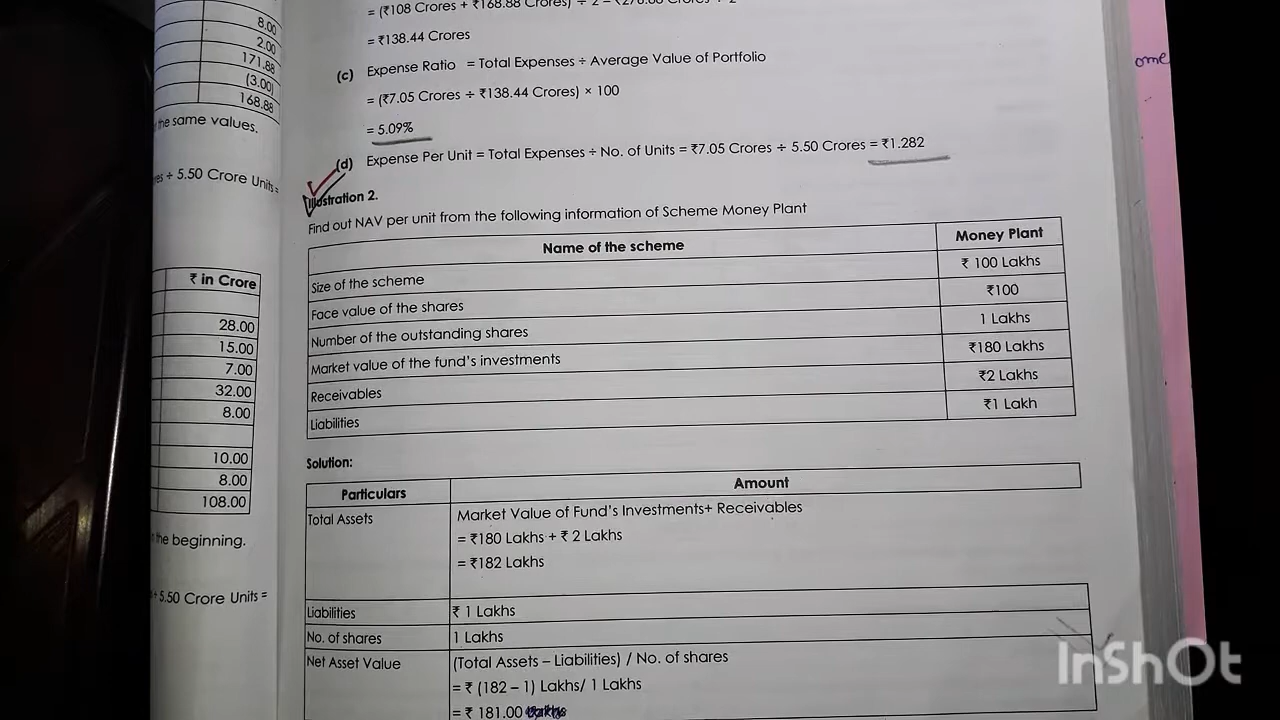 8.00
2.00
171.88
(3.00)
168.88
the same values.
÷ 5.50 Crore Units =
₹ in Crore
28.00
15.00
7.00
32.00
8.00
10.00
8.00
108.00
the beginning.
÷ 5.50 Crore Units =
= (₹108 Crores + ₹168.88 Crores) ÷ 2
= ₹138.44 Crores
(c) Expense Ratio = Total Expenses ÷ Average Value of Portfolio
= (₹7.05 Crores ÷ ₹138.44 Crores) × 100
= 5.09%
(d) Expense Per Unit = Total Expenses ÷ No. of Units = ₹7.05 Crores ÷ 5.50 Crores = ₹1.282
Illustration 2.
Find out NAV per unit from the following information of Scheme Money Plant
Name of the scheme Money Plant
Size of the scheme ₹ 100 Lakhs
Face value of the shares ₹100
Number of the outstanding shares 1 Lakhs
Market value of the fund's investments ₹180 Lakhs
Receivables ₹2 Lakhs
Liabilities ₹1 Lakh
Solution:
Particulars Amount
Total Assets Market Value of Fund's Investments+ Receivables
= ₹180 Lakhs + ₹ 2 Lakhs
= ₹182 Lakhs
Liabilities ₹ 1 Lakhs
No. of shares 1 Lakhs
Net Asset Value (Total Assets – Liabilities) / No. of shares
= ₹ (182 – 1) Lakhs/ 1 Lakhs
= ₹ 181.00
ome
InShOt